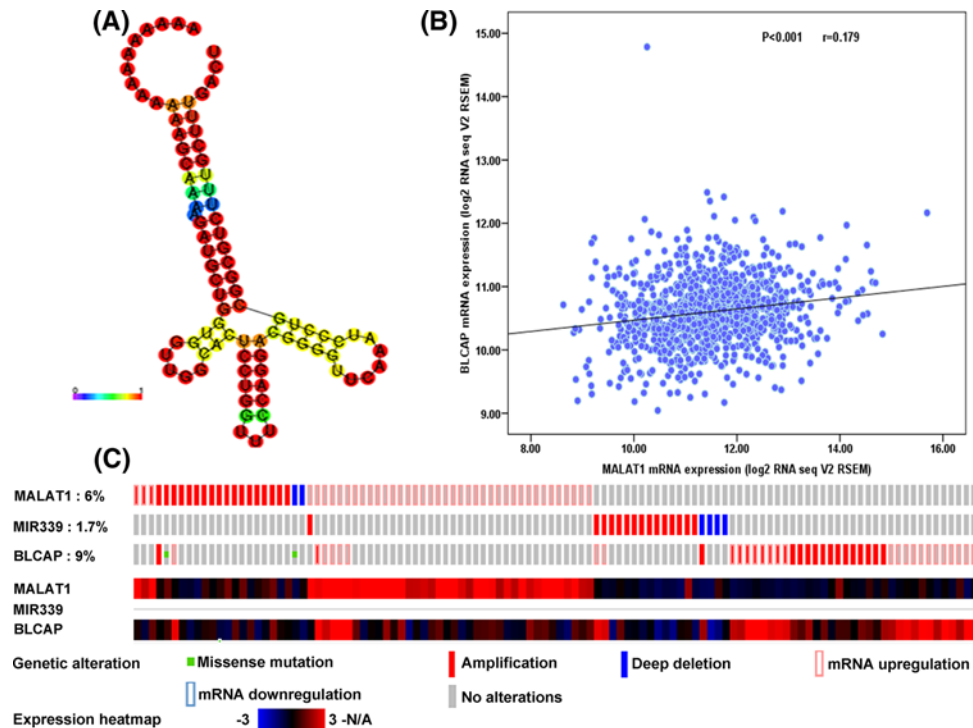 (A)
(B)
0 1
P<0.001 r=0.179
15.00
14.00
13.00
12.00
11.00
10.00
9.00
8.00 10.00 12.00 14.00 16.00
BLCAP mRNA expression (log2 RNA seq V2 RSEM)
MALAT1 mRNA expression (log2 RNA seq V2 RSEM)
(C)
MALAT1 : 6%
MIR339 : 1.7%
BLCAP : 9%
MALAT1
MIR339
BLCAP
Genetic alteration Missense mutation Amplification Deep deletion mRNA upregulation
mRNA downregulation No alterations
Expression heatmap -3 3 -N/A